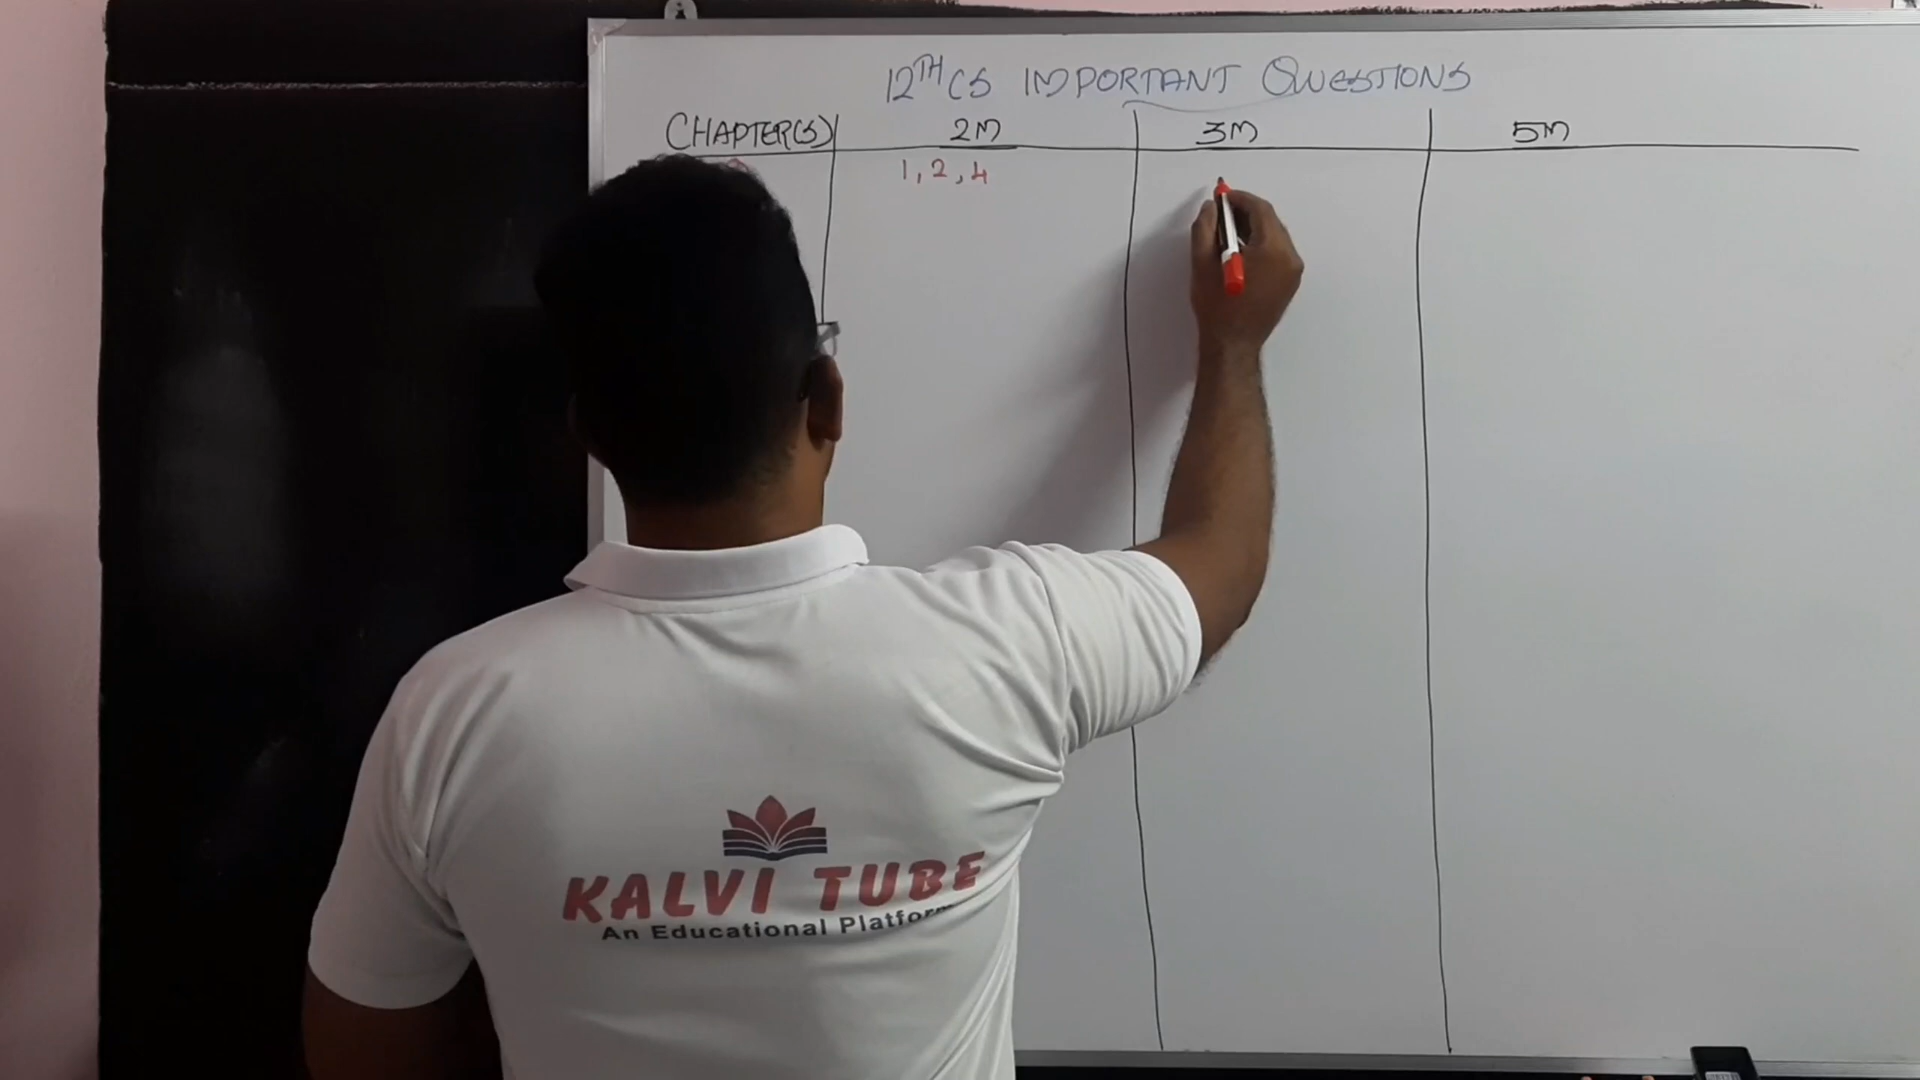 12TH CS IMPORTANT QUESTIONS
CHAPTER(S) 2M 3M 5M
1, 2, 4
KALVI TUBE
An Educational Platform